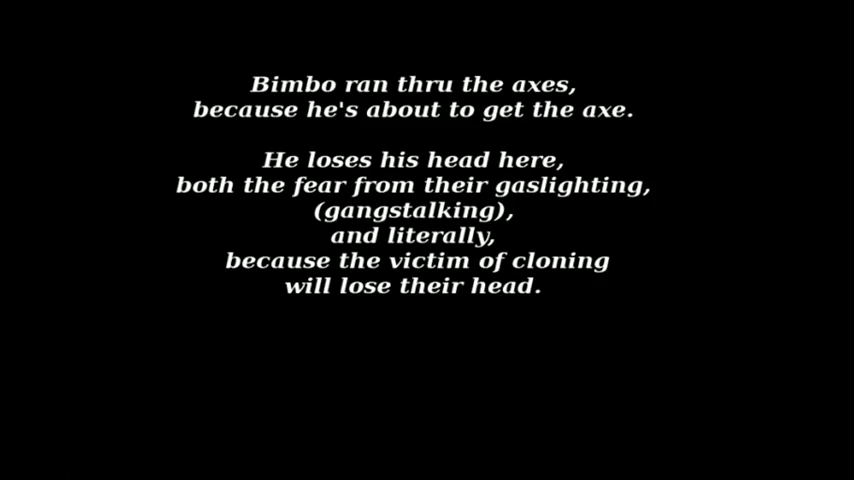 Bimbo ran thru the axes,
because he's about to get the axe.
He loses his head here,
both the fear from their gaslighting,
(gangstalking),
and literally,
because the victim of cloning
will lose their head.